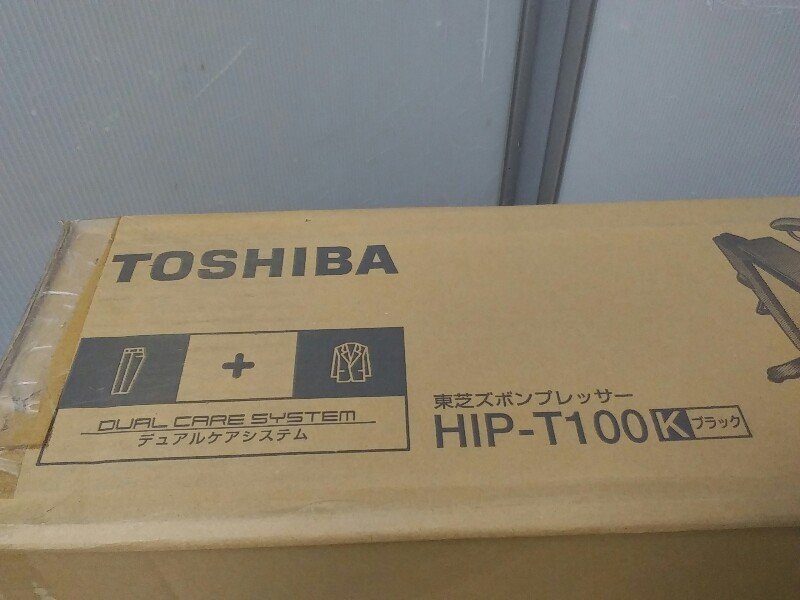 TOSHIBA
+
DUAL CARE SYSTEM
デュアルケアシステム
東芝ズボンプレッサー
HIP-T100 K ブラック